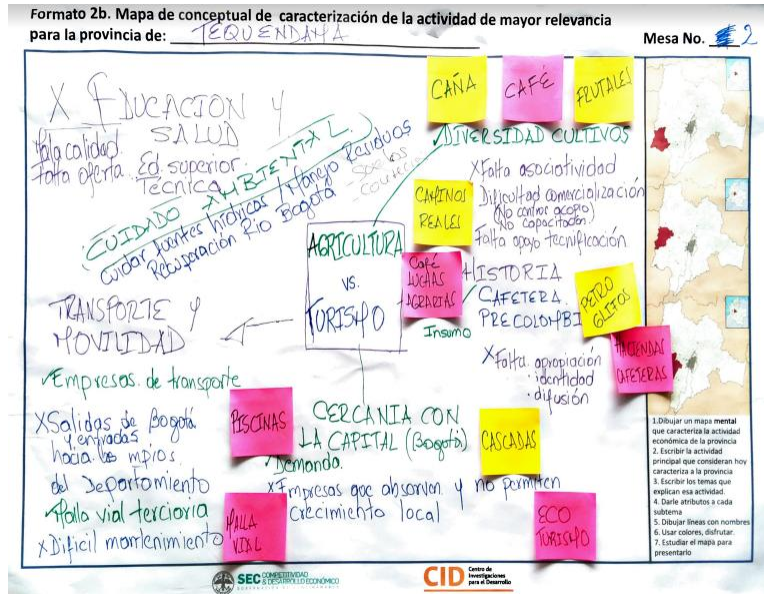 Formato 2b. Mapa de conceptual de caracterización de la actividad de mayor relevancia
para la provincia de: TEQUENDAMA
Mesa No. 2
CAÑA
CAFÉ
FRUTALES
X EDUCACION Y
SALUD
Mala calidad.
Falta oferta. Ed. superior.
Técnica
CUIDADO AMBIENTAL.
Cuidar fuentes hídricas / Manejo Residuos
Recuperación Rio Bogotá
✓DIVERSIDAD CULTIVOS
XFalta asociatividad
Dificultad comercialización
(No centros acopio)
No capacitación
Falta apoyo tecnificación
CAMINOS
REALES
AGRICULTURA
VS.
TURISMO
Café
LUCHAS
AGRARIAS
Insumo
HISTORIA
CAFETERA
PRECOLOMBI
PETRO
GLIFOS
HACIENDAS
CAFETERAS
XFalta apropiación
· identidad
· difusión
TRANSPORTE Y
MOVILIDAD
✓Empresas de transporte
XSalidas de Bogotá
y entradas
hacia los mpios.
del Departamiento
✓Malla vial terciaria
x Dificil mantenimiento
PISCINAS
MALLA
VIAL
CERCANIA CON
LA CAPITAL (Bogotá)
✓Demanda.
x Empresas que absorven y no permiten
crecimiento local
CASCADAS
ECO
TURISMO
1.Dibujar un mapa mental
que caracteriza la actividad
económica de la provincia
2. Escribir la actividad
principal que consideran hoy
caracteriza a la provincia
3. Escribir los temas que
explican esa actividad.
4. Darle atributos a cada
subtema
5. Dibujar líneas con nombres
6. Usar colores, disfrutar.
7. Estudiar el mapa para
presentarlo
SEC COMPETITIVIDAD
& DESARROLLO ECONÓMICO
CID Centro de
Investigaciones
para el Desarrollo